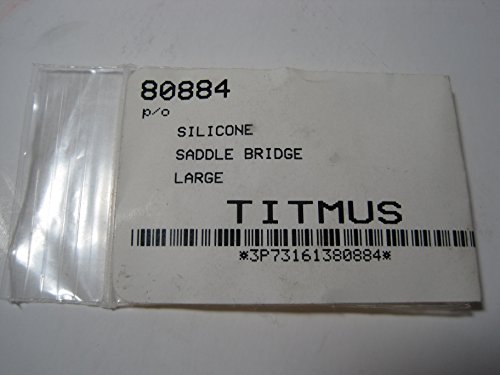 80884
p/o
SILICONE
SADDLE BRIDGE
LARGE
TITMUS
*3P73161380884*